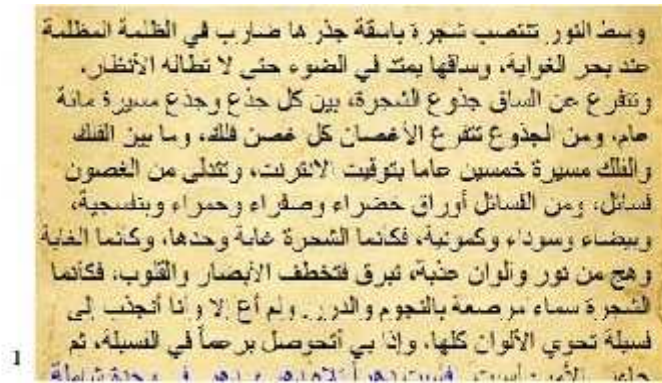 وسط النور تنتصب شجرة باسقة جذرها ضارب في الظلمة المظلمة
عند بحر الغواية، وساقها يمتد في الضوء حتى لا تطاله الأنظار.
وتتفرع عن الساق جذوع الشجرة، بين كل جذع وجذع مسيرة مائة
عام، ومن الجذوع تتفرع الأغصان كل غصن فلك، وما بين الفلك
والفلك مسيرة خمسين عاما بتوقيت الانترنت، وتتدلى من الغصون
فسائل، ومن الفسائل أوراق خضراء وصفراء وحمراء وبنفسجية،
وبيضاء وسوداء وكمونية، فكأنما الشجرة غابة وحدها، وكأنما الغابة
وهج من نور وألوان عذبة، تبرق فتخطف الأبصار والقلوب، فكأنما
الشجرة سماء مرصعة بالنجوم والدرر. ولم أع إلا وأنا أنجذب إلى
فسيلة تحوي الألوان كلها، وإذا بي أتحوصل برعماً في الفسيلة، ثم
1